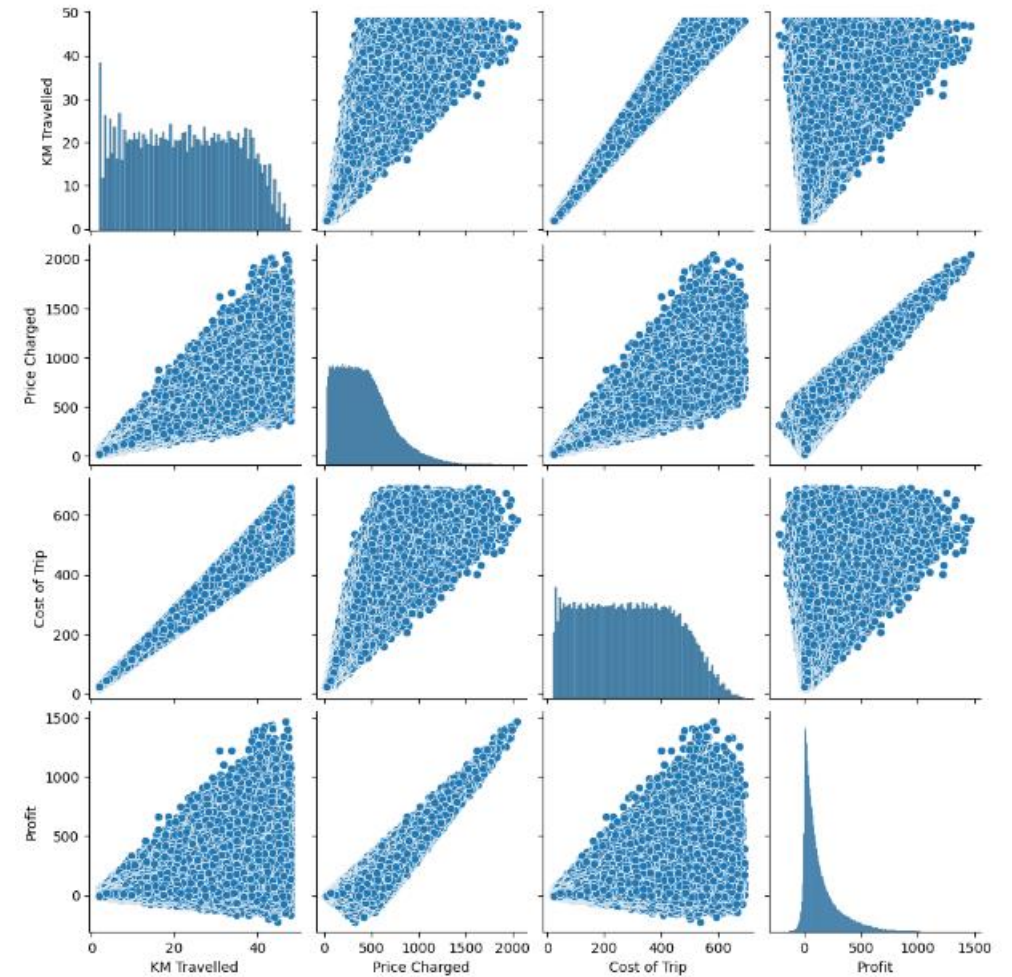 50
40
30
20
10
0
KM Travelled
2000
1500
1000
500
0
Price Charged
600
400
200
0
Cost of Trip
1500
1000
500
0
Profit
0 20 40
KM Travelled
0 500 1000 1500 2000
Price Charged
0 200 400 600
Cost of Trip
0 500 1000 1500
Profit